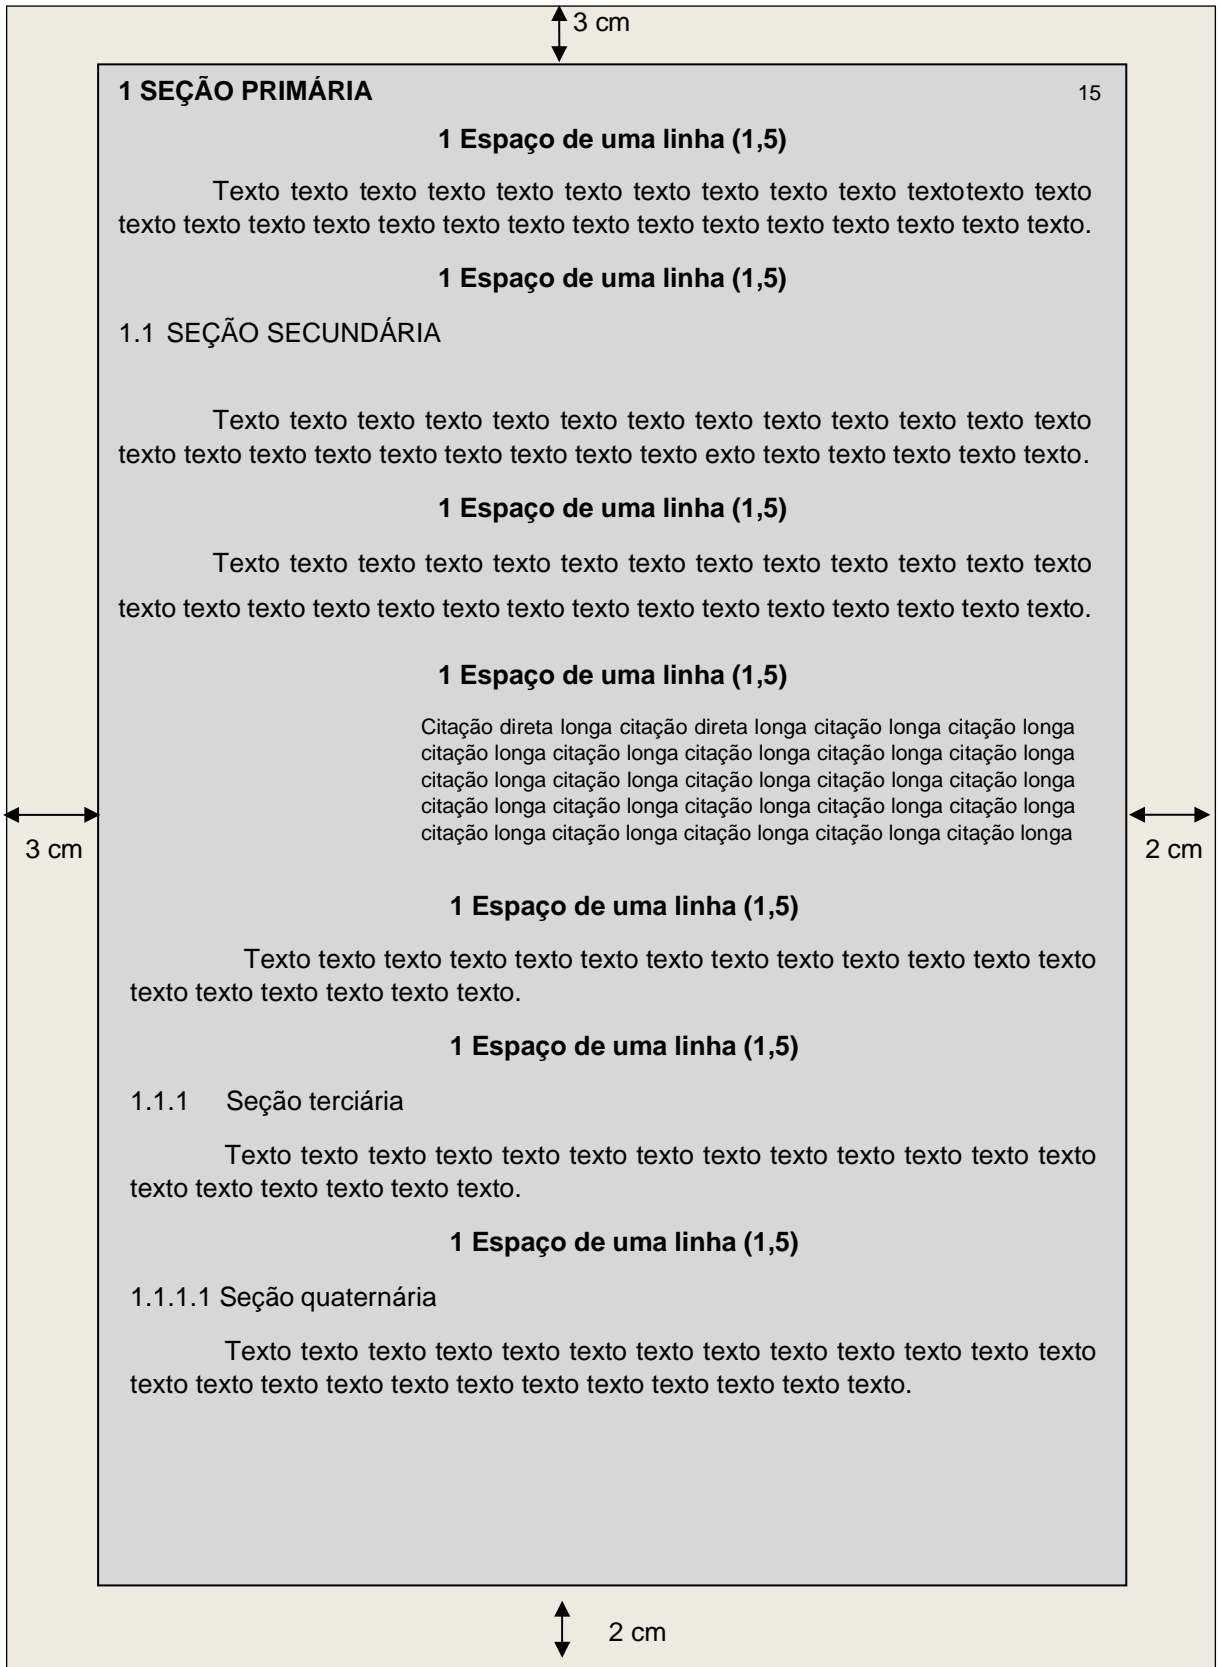 3 cm
1 SEÇÃO PRIMÁRIA 15
1 Espaço de uma linha (1,5)
Texto texto texto texto texto texto texto texto texto texto textotexto texto
texto texto texto texto texto texto texto texto texto texto texto texto texto texto texto.
1 Espaço de uma linha (1,5)
1.1 SEÇÃO SECUNDÁRIA
Texto texto texto texto texto texto texto texto texto texto texto texto texto
texto texto texto texto texto texto texto texto texto exto texto texto texto texto texto.
1 Espaço de uma linha (1,5)
Texto texto texto texto texto texto texto texto texto texto texto texto texto
texto texto texto texto texto texto texto texto texto texto texto texto texto texto texto.
1 Espaço de uma linha (1,5)
Citação direta longa citação direta longa citação longa citação longa
citação longa citação longa citação longa citação longa citação longa
citação longa citação longa citação longa citação longa citação longa
citação longa citação longa citação longa citação longa citação longa
citação longa citação longa citação longa citação longa citação longa
3 cm
2 cm
1 Espaço de uma linha (1,5)
Texto texto texto texto texto texto texto texto texto texto texto texto texto
texto texto texto texto texto texto.
1 Espaço de uma linha (1,5)
1.1.1 Seção terciária
Texto texto texto texto texto texto texto texto texto texto texto texto texto
texto texto texto texto texto texto.
1 Espaço de uma linha (1,5)
1.1.1.1 Seção quaternária
Texto texto texto texto texto texto texto texto texto texto texto texto texto
texto texto texto texto texto texto texto texto texto texto texto texto.
2 cm